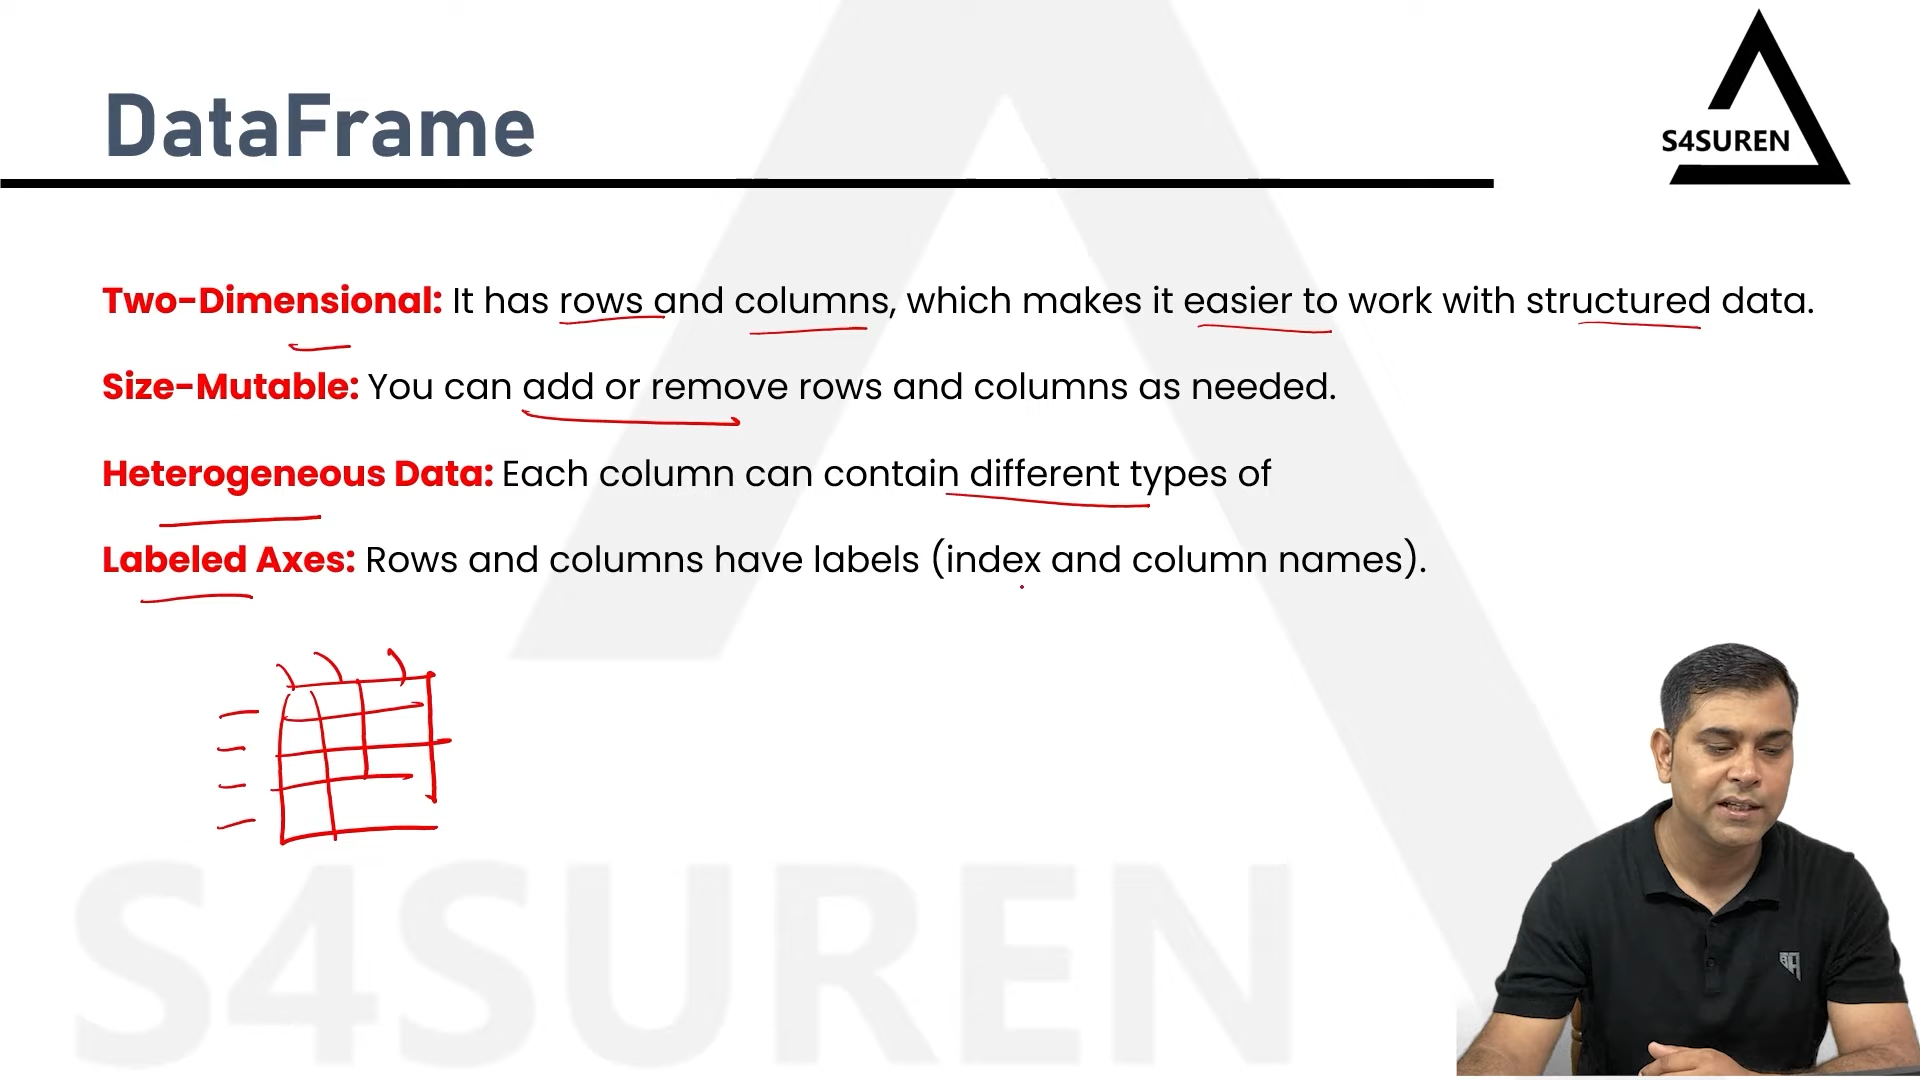 DataFrame
S4SUREN
Two-Dimensional: It has rows and columns, which makes it easier to work with structured data.
Size-Mutable: You can add or remove rows and columns as needed.
Heterogeneous Data: Each column can contain different types of
Labeled Axes: Rows and columns have labels (index and column names).
S4SUREN